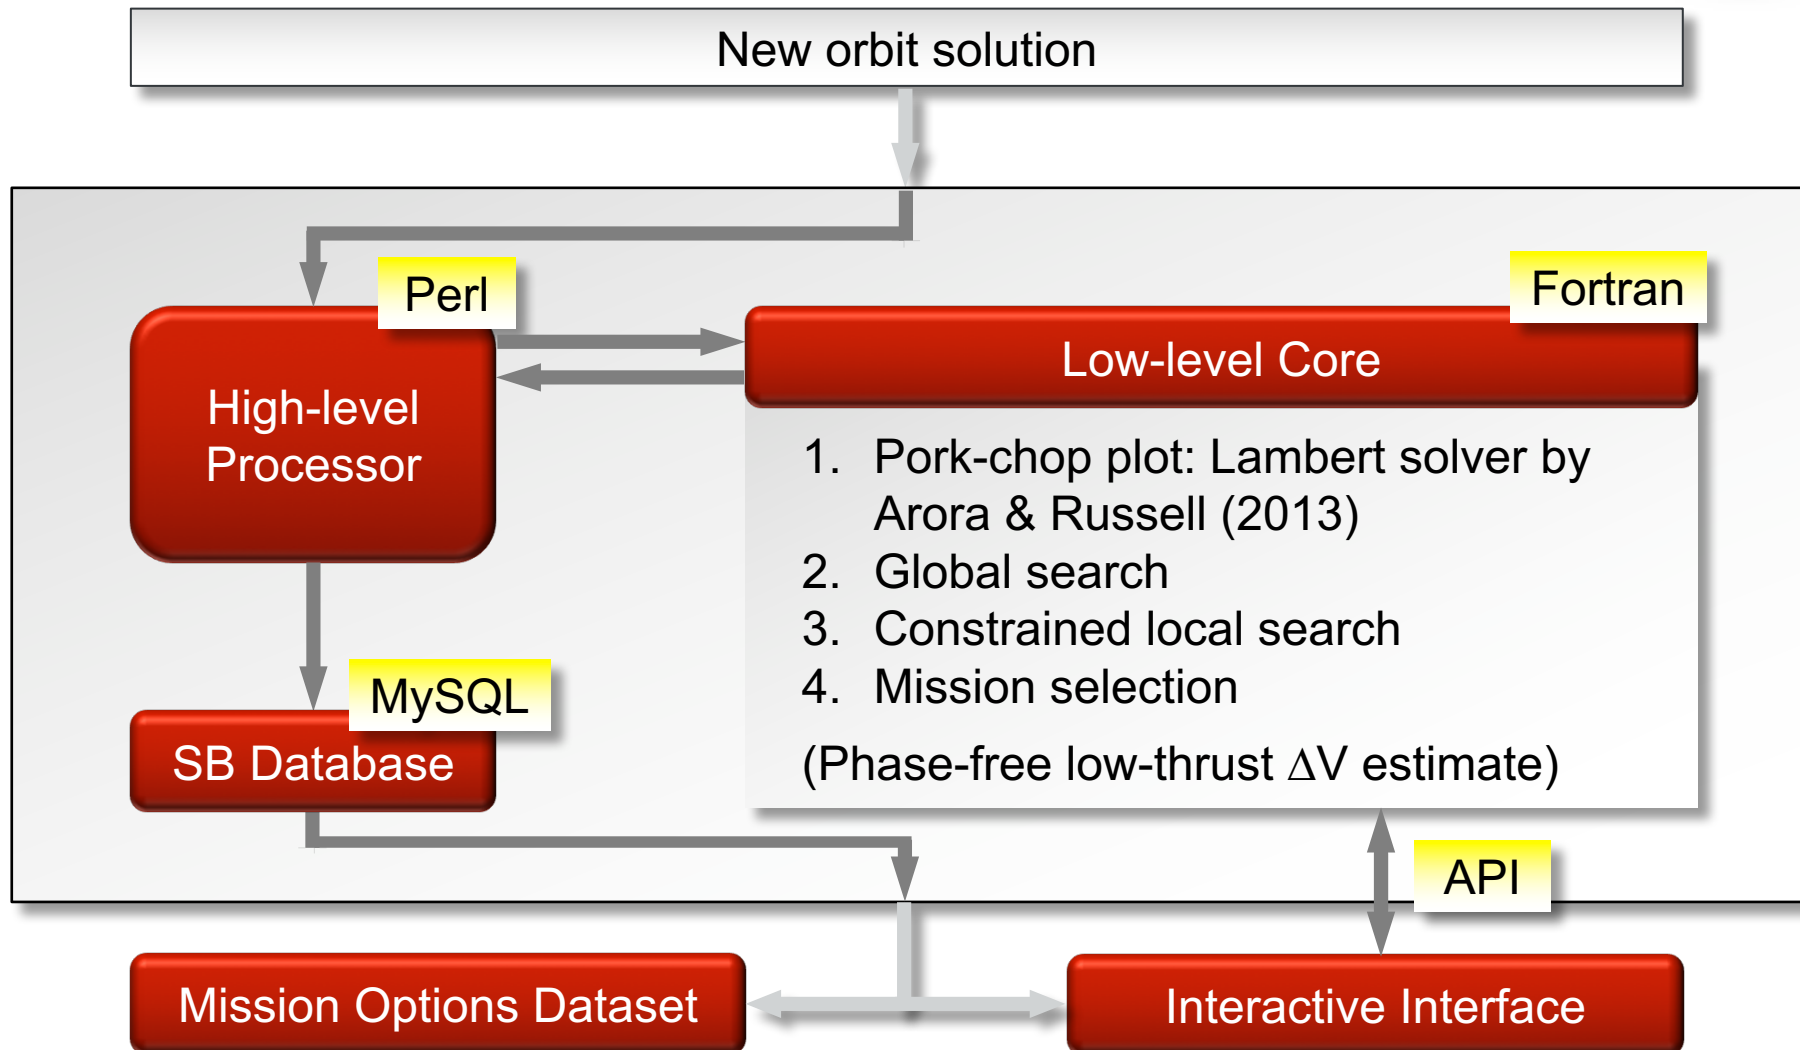 New orbit solution
Perl
Fortran
High-level
Processor
Low-level Core
1. Pork-chop plot: Lambert solver by
Arora & Russell (2013)
2. Global search
3. Constrained local search
4. Mission selection
(Phase-free low-thrust ΔV estimate)
MySQL
SB Database
API
Mission Options Dataset
Interactive Interface